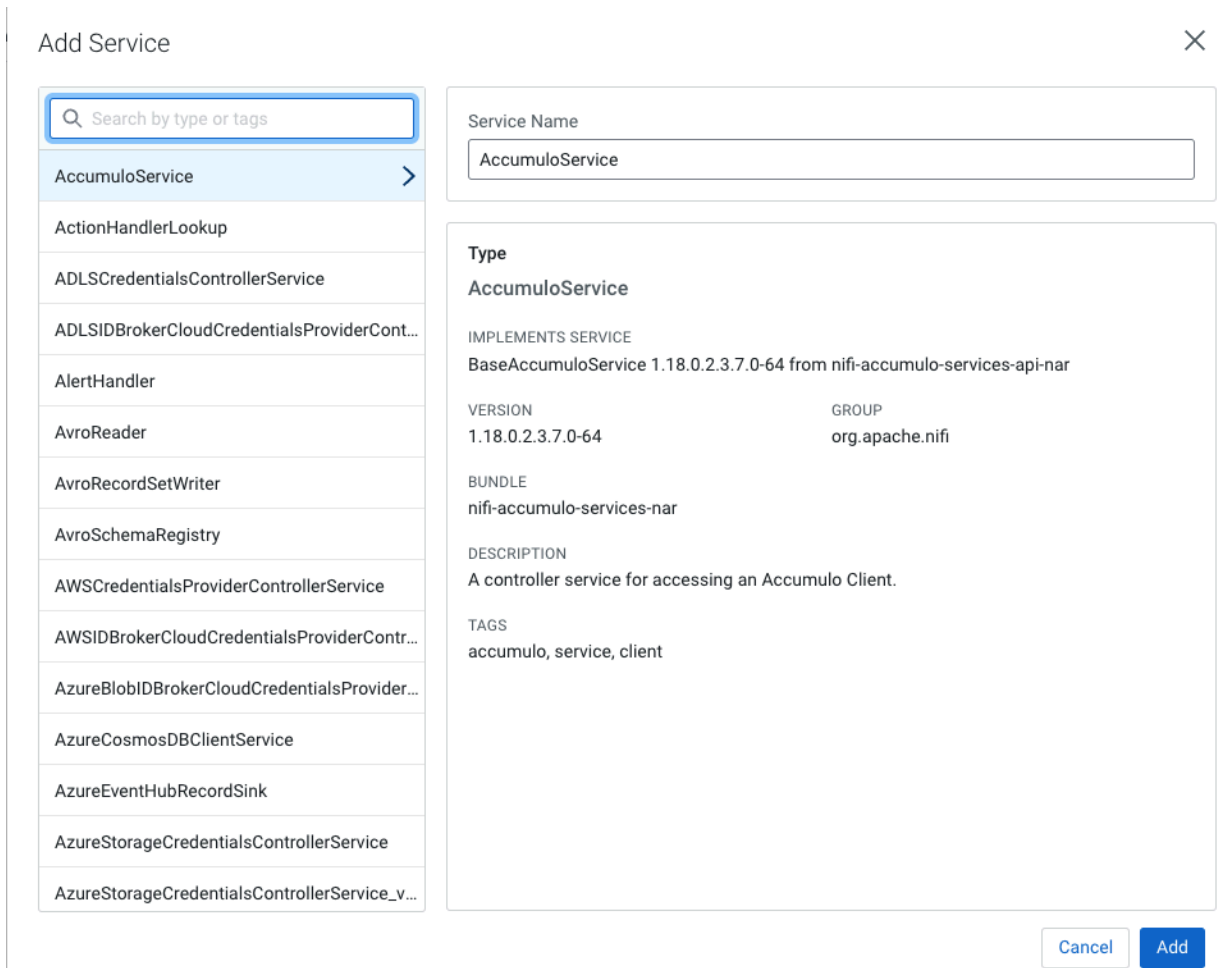 Add Service
Search by type or tags
AccumuloService
ActionHandlerLookup
ADLSCredentialsControllerService
ADLSIDBrokerCloudCredentialsProviderCont...
AlertHandler
AvroReader
AvroRecordSetWriter
AvroSchemaRegistry
AWSCredentialsProviderControllerService
AWSIDBrokerCloudCredentialsProviderContr...
AzureBlobIDBrokerCloudCredentialsProvider...
AzureCosmosDBClientService
AzureEventHubRecordSink
AzureStorageCredentialsControllerService
AzureStorageCredentialsControllerService_v...
Service Name
AccumuloService
Type
AccumuloService
IMPLEMENTS SERVICE
BaseAccumuloService 1.18.0.2.3.7.0-64 from nifi-accumulo-services-api-nar
VERSION
1.18.0.2.3.7.0-64
GROUP
org.apache.nifi
BUNDLE
nifi-accumulo-services-nar
DESCRIPTION
A controller service for accessing an Accumulo Client.
TAGS
accumulo, service, client
Cancel
Add